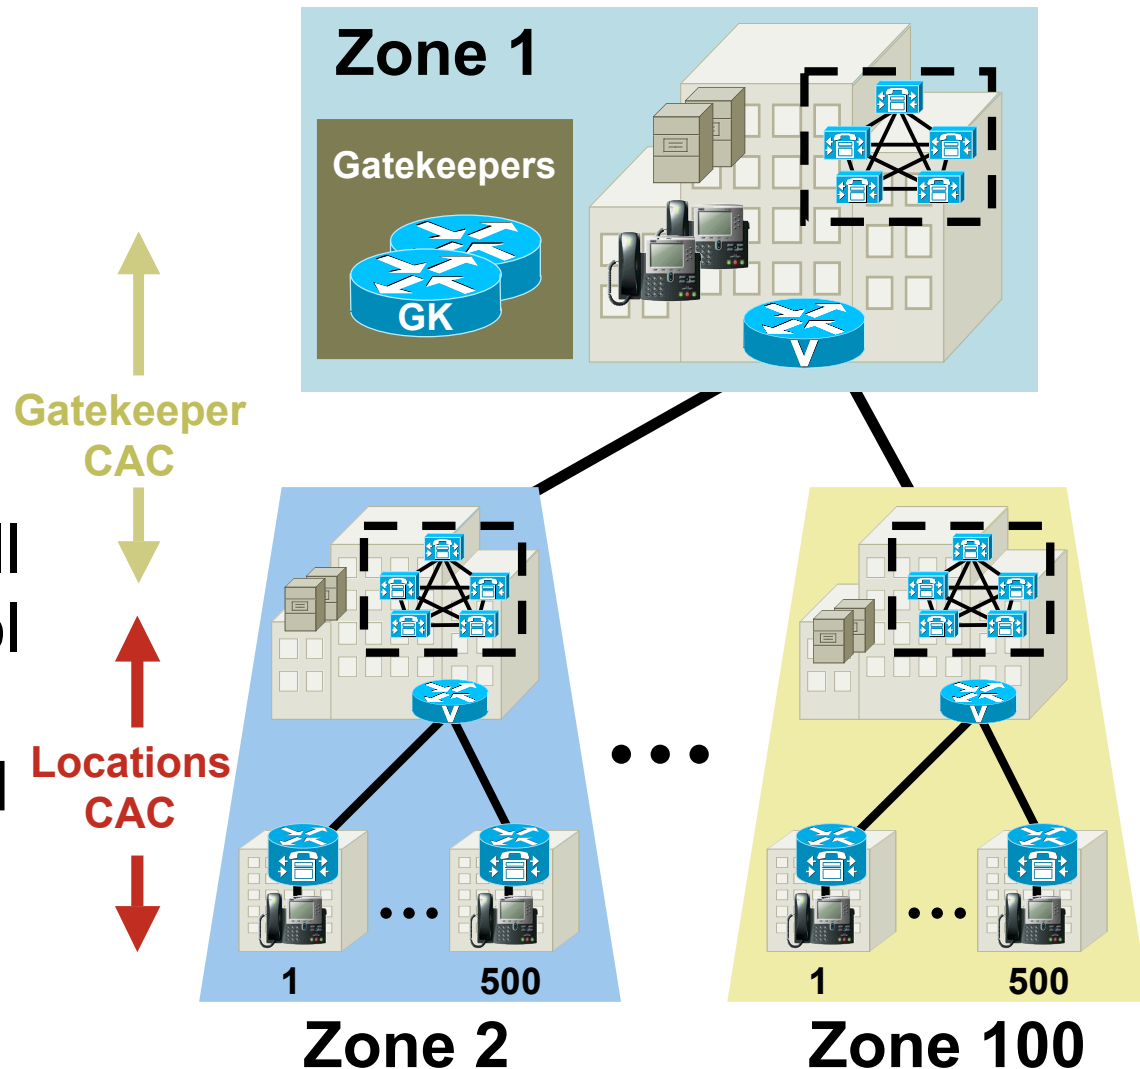 Zone 1
Gatekeepers
GK
V
Gatekeeper
CAC
Locations
CAC
V
V
1
500
1
500
Zone 2
Zone 100